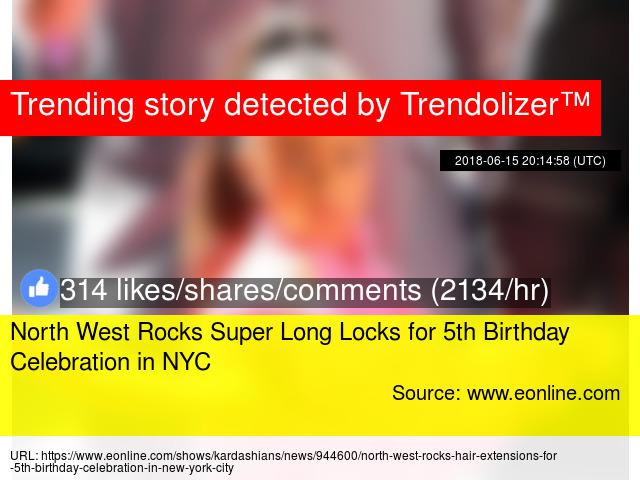 Trending story detected by Trendolizer™
2018-06-15 20:14:58 (UTC)
314 likes/shares/comments (2134/hr)
North West Rocks Super Long Locks for 5th Birthday
Celebration in NYC
Source: www.eonline.com
URL: https://www.eonline.com/shows/kardashians/news/944600/north-west-rocks-hair-extensions-for
-5th-birthday-celebration-in-new-york-city